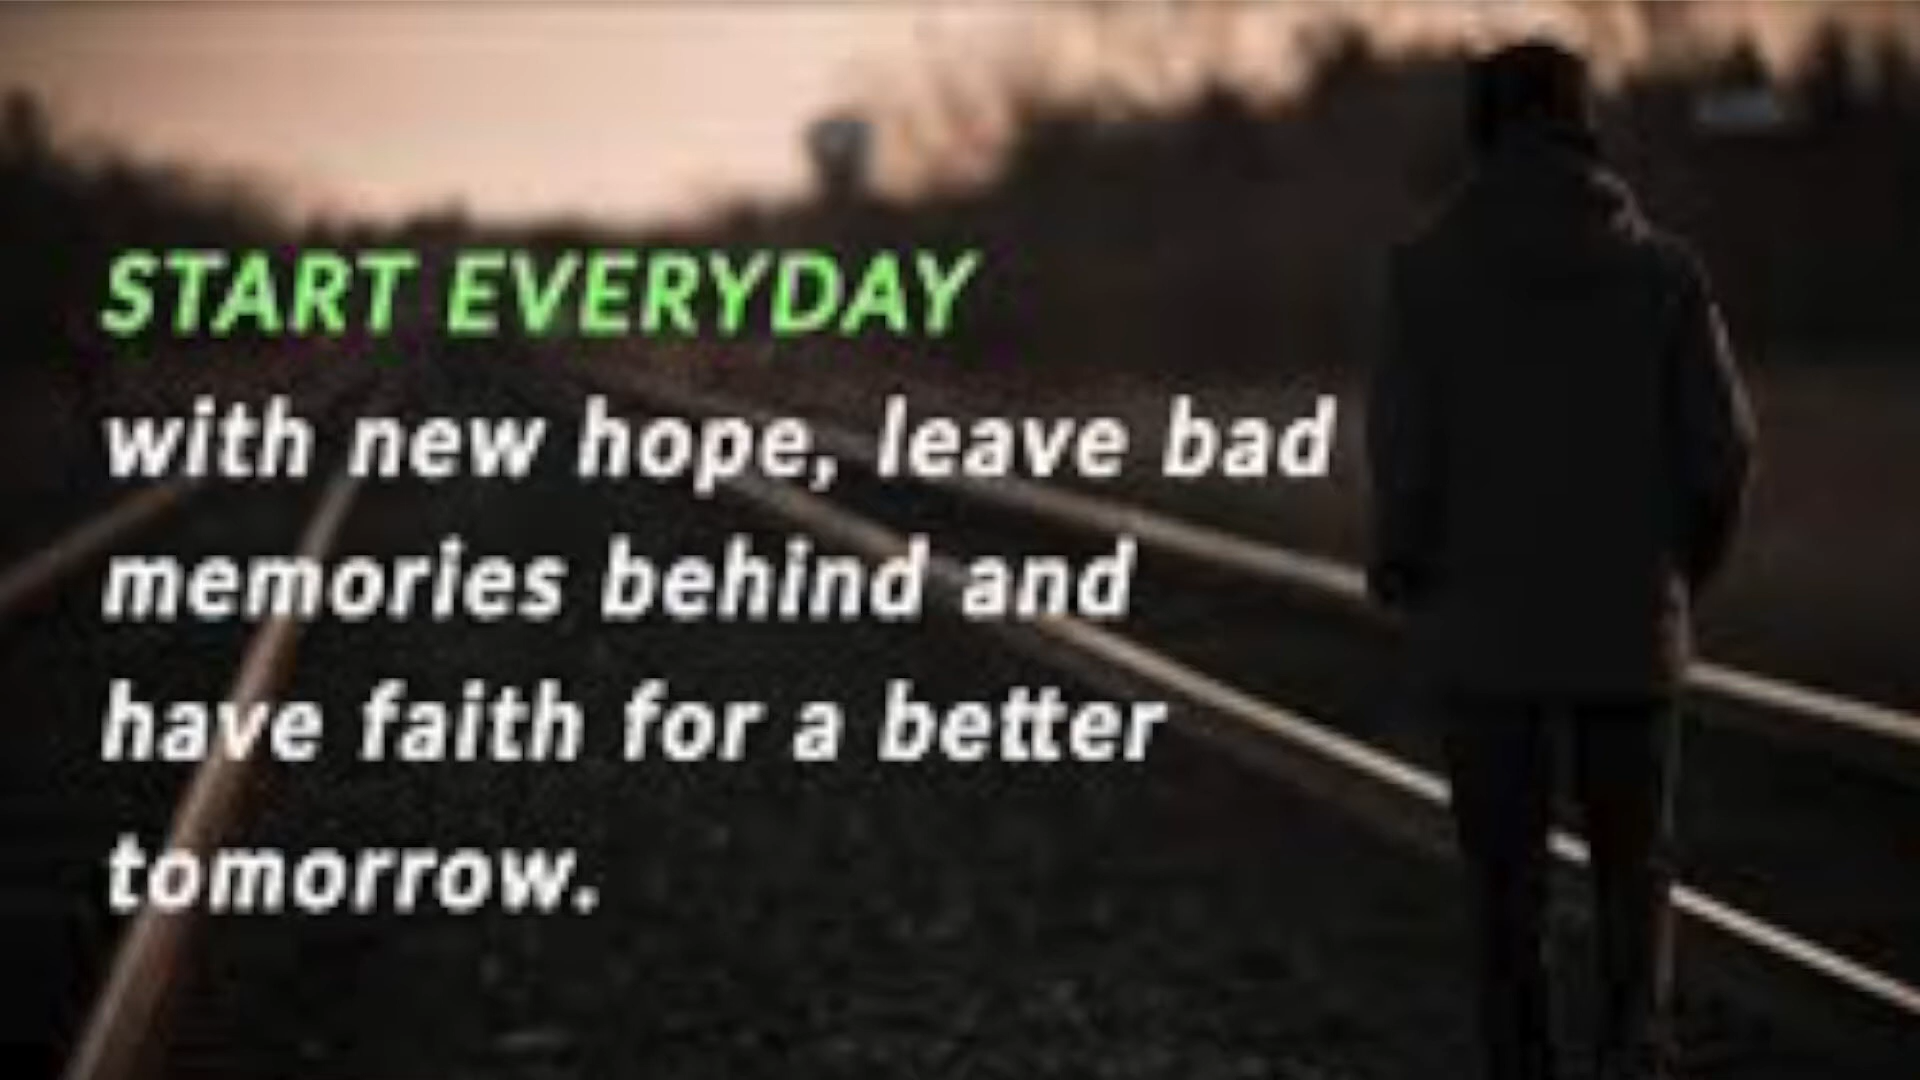 START EVERYDAY
with new hope, leave bad
memories behind and
have faith for a better
tomorrow.